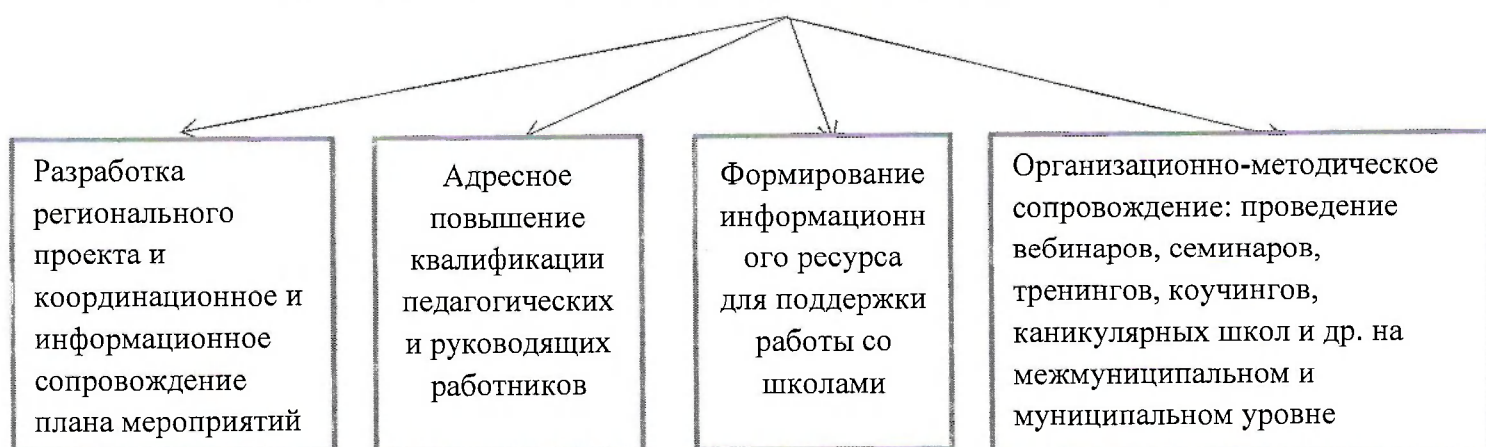 Разработка
регионального
проекта и
координационное и
информационное
сопровождение
плана мероприятий
Адресное
повышение
квалификации
педагогических
и руководящих
работников
Формирование
информационн
ого ресурса
для поддержки
работы со
школами
Организационно-методическое
сопровождение: проведение
вебинаров, семинаров,
тренингов, коучингов,
каникулярных школ и др. на
межмуниципальном и
муниципальном уровне